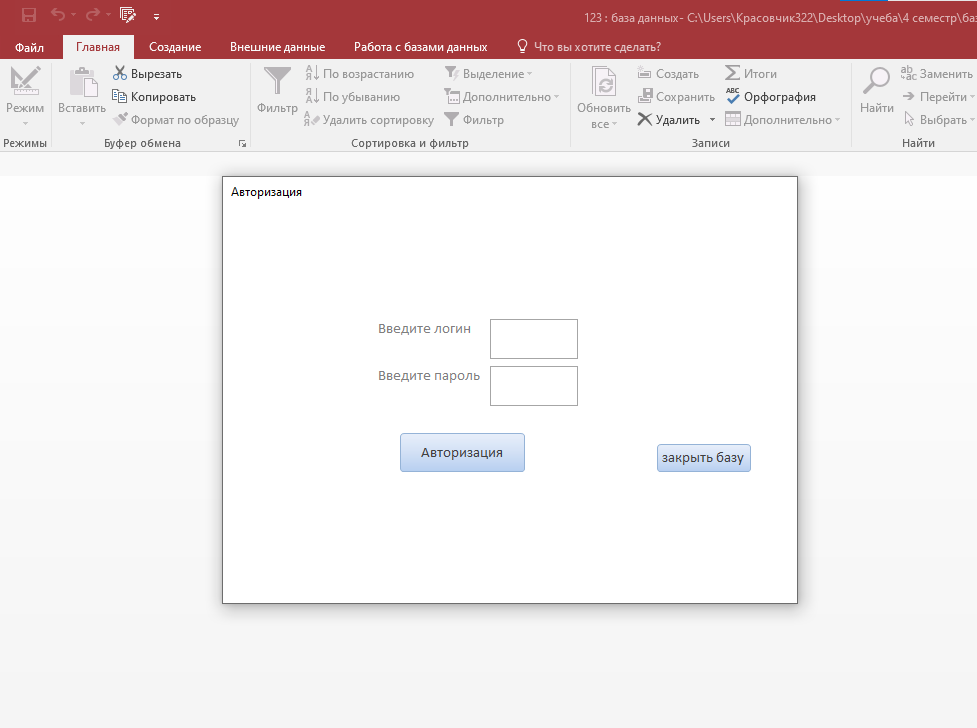 123 : база данных- C:\Users\Красовчик322\Desktop\учеба\4 семестр\баз
Файл Главная Создание Внешние данные Работа с базами данных Что вы хотите сделать?
Режим
Режимы
Вставить
Вырезать
Копировать
Формат по образцу
Буфер обмена
Фильтр
По возрастанию
По убыванию
Удалить сортировку
Выделение
Дополнительно
Фильтр
Сортировка и фильтр
Обновить
все
Создать
Сохранить
Удалить
Итоги
Орфография
Дополнительно
Записи
Найти
Заменить
Перейти
Выбрать
Найти
Авторизация
Введите логин
Введите пароль
Авторизация
закрыть базу